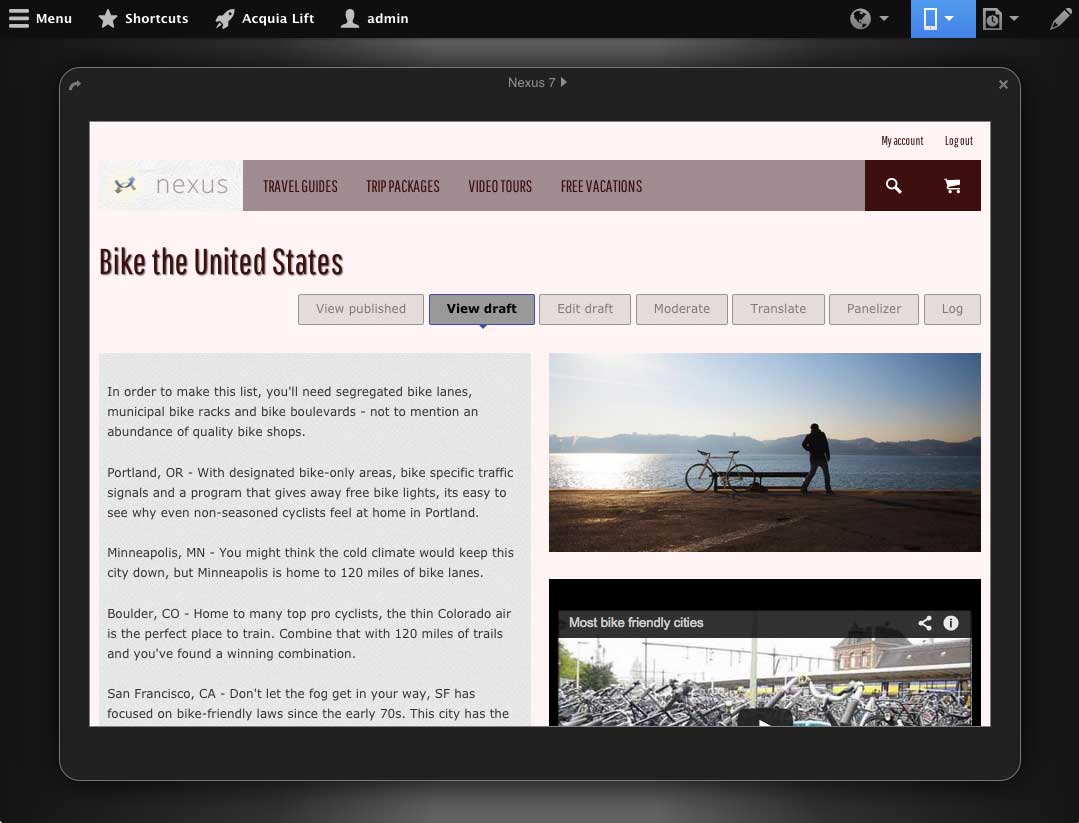 Menu Shortcuts Acquia Lift admin
Nexus 7
My account Log out
nexus TRAVEL GUIDES TRIP PACKAGES VIDEO TOURS FREE VACATIONS
Bike the United States
View published View draft Edit draft Moderate Translate Panelizer Log
In order to make this list, you'll need segregated bike lanes,
municipal bike racks and bike boulevards - not to mention an
abundance of quality bike shops.
Portland, OR - With designated bike-only areas, bike specific traffic
signals and a program that gives away free bike lights, its easy to
see why even non-seasoned cyclists feel at home in Portland.
Minneapolis, MN - You might think the cold climate would keep this
city down, but Minneapolis is home to 120 miles of bike lanes.
Boulder, CO - Home to many top pro cyclists, the thin Colorado air
is the perfect place to train. Combine that with 120 miles of trails
and you've found a winning combination.
San Francisco, CA - Don't let the fog get in your way, SF has
focused on bike-friendly laws since the early 70s. This city has the
Most bike friendly cities